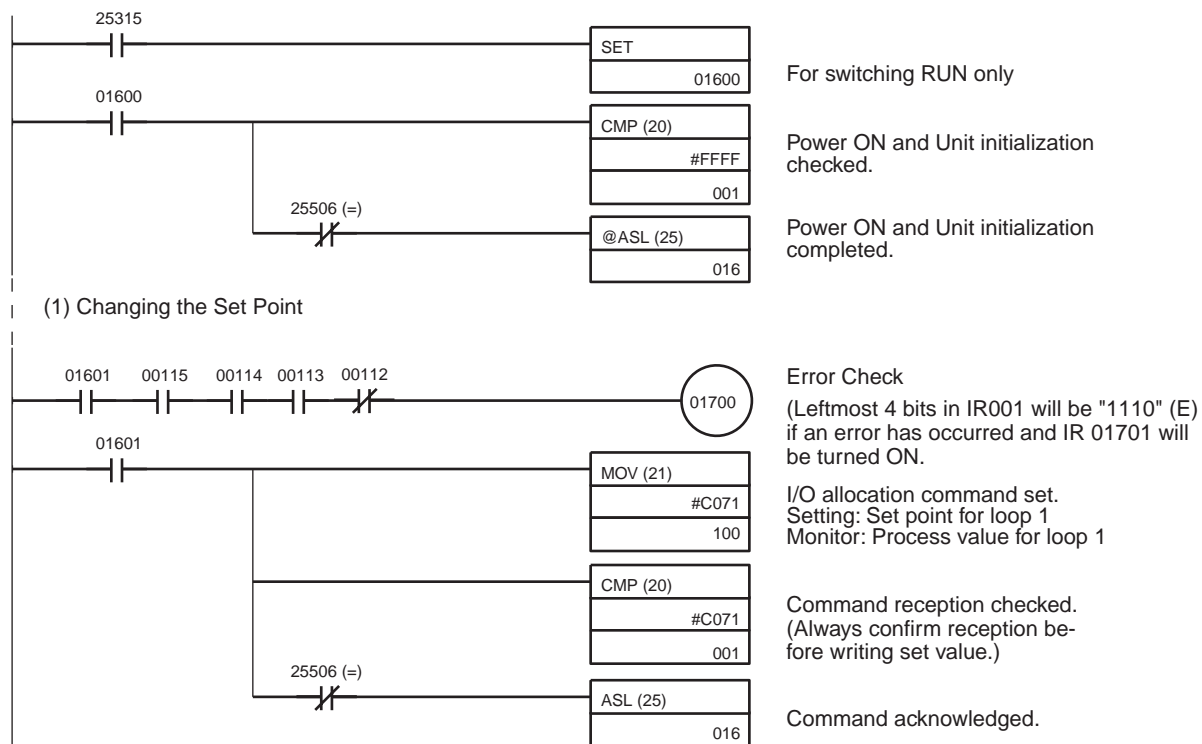 25315
SET
01600
For switching RUN only
01600
CMP (20)
#FFFF
001
Power ON and Unit initialization
checked.
25506 (=)
@ASL (25)
016
Power ON and Unit initialization
completed.
(1) Changing the Set Point
01601 00115 00114 00113 00112
01700
Error Check
(Leftmost 4 bits in IR001 will be "1110" (E)
if an error has occurred and IR 01701 will
be turned ON.
01601
MOV (21)
#C071
100
I/O allocation command set.
Setting: Set point for loop 1
Monitor: Process value for loop 1
CMP (20)
#C071
001
Command reception checked.
(Always confirm reception be-
fore writing set value.)
25506 (=)
ASL (25)
016
Command acknowledged.